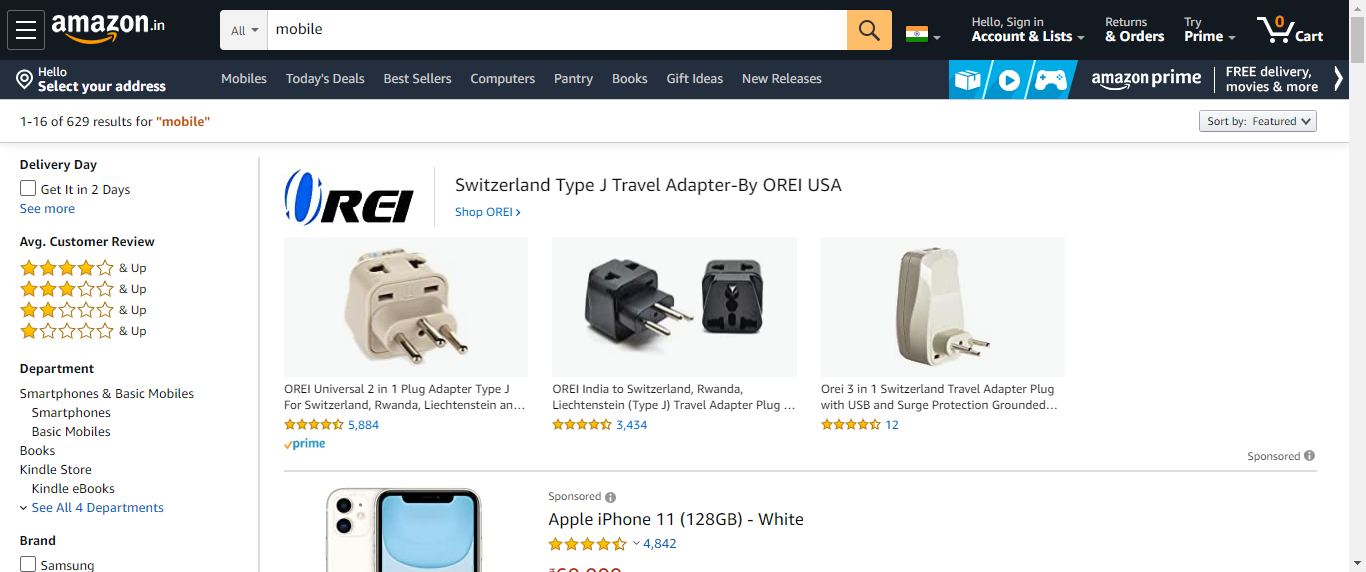 amazon.in
All
mobile
Hello, Sign in
Account & Lists
Returns
& Orders
Try
Prime
0
Cart
Hello
Select your address
Mobiles
Today's Deals
Best Sellers
Computers
Pantry
Books
Gift Ideas
New Releases
amazon prime
FREE delivery,
movies & more
1-16 of 629 results for "mobile"
Sort by: Featured
Delivery Day
Get It in 2 Days
See more
Avg. Customer Review
& Up
& Up
& Up
& Up
Department
Smartphones & Basic Mobiles
Smartphones
Basic Mobiles
Books
Kindle Store
Kindle eBooks
See All 4 Departments
Brand
Samsung
OREI
Switzerland Type J Travel Adapter-By OREI USA
Shop OREI
OREI Universal 2 in 1 Plug Adapter Type J
For Switzerland, Rwanda, Liechtenstein an...
5,884
prime
OREI India to Switzerland, Rwanda,
Liechtenstein (Type J) Travel Adapter Plug ...
3,434
Orei 3 in 1 Switzerland Travel Adapter Plug
with USB and Surge Protection Grounded...
12
Sponsored
Sponsored
Apple iPhone 11 (128GB) - White
4,842